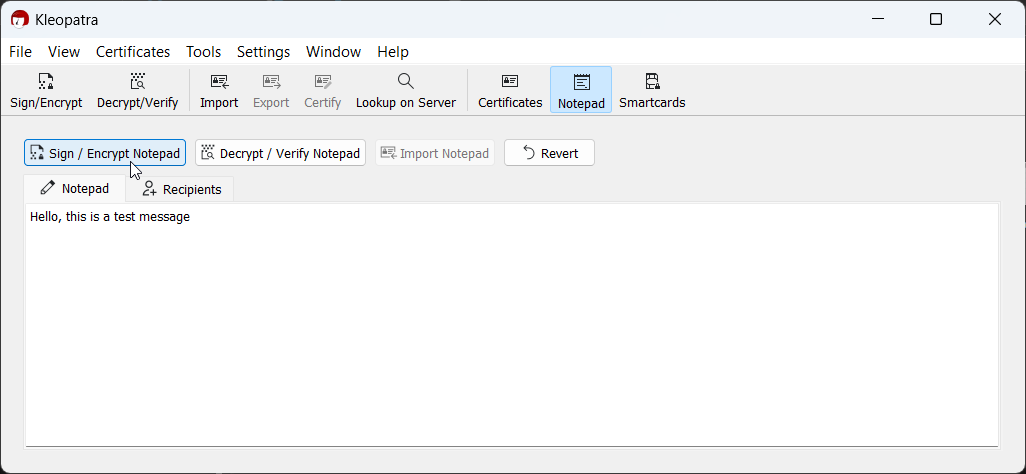 Kleopatra
File View Certificates Tools Settings Window Help
Sign/Encrypt Decrypt/Verify Import Export Certify Lookup on Server Certificates Notepad Smartcards
Sign / Encrypt Notepad Decrypt / Verify Notepad Import Notepad Revert
Notepad Recipients
Hello, this is a test message